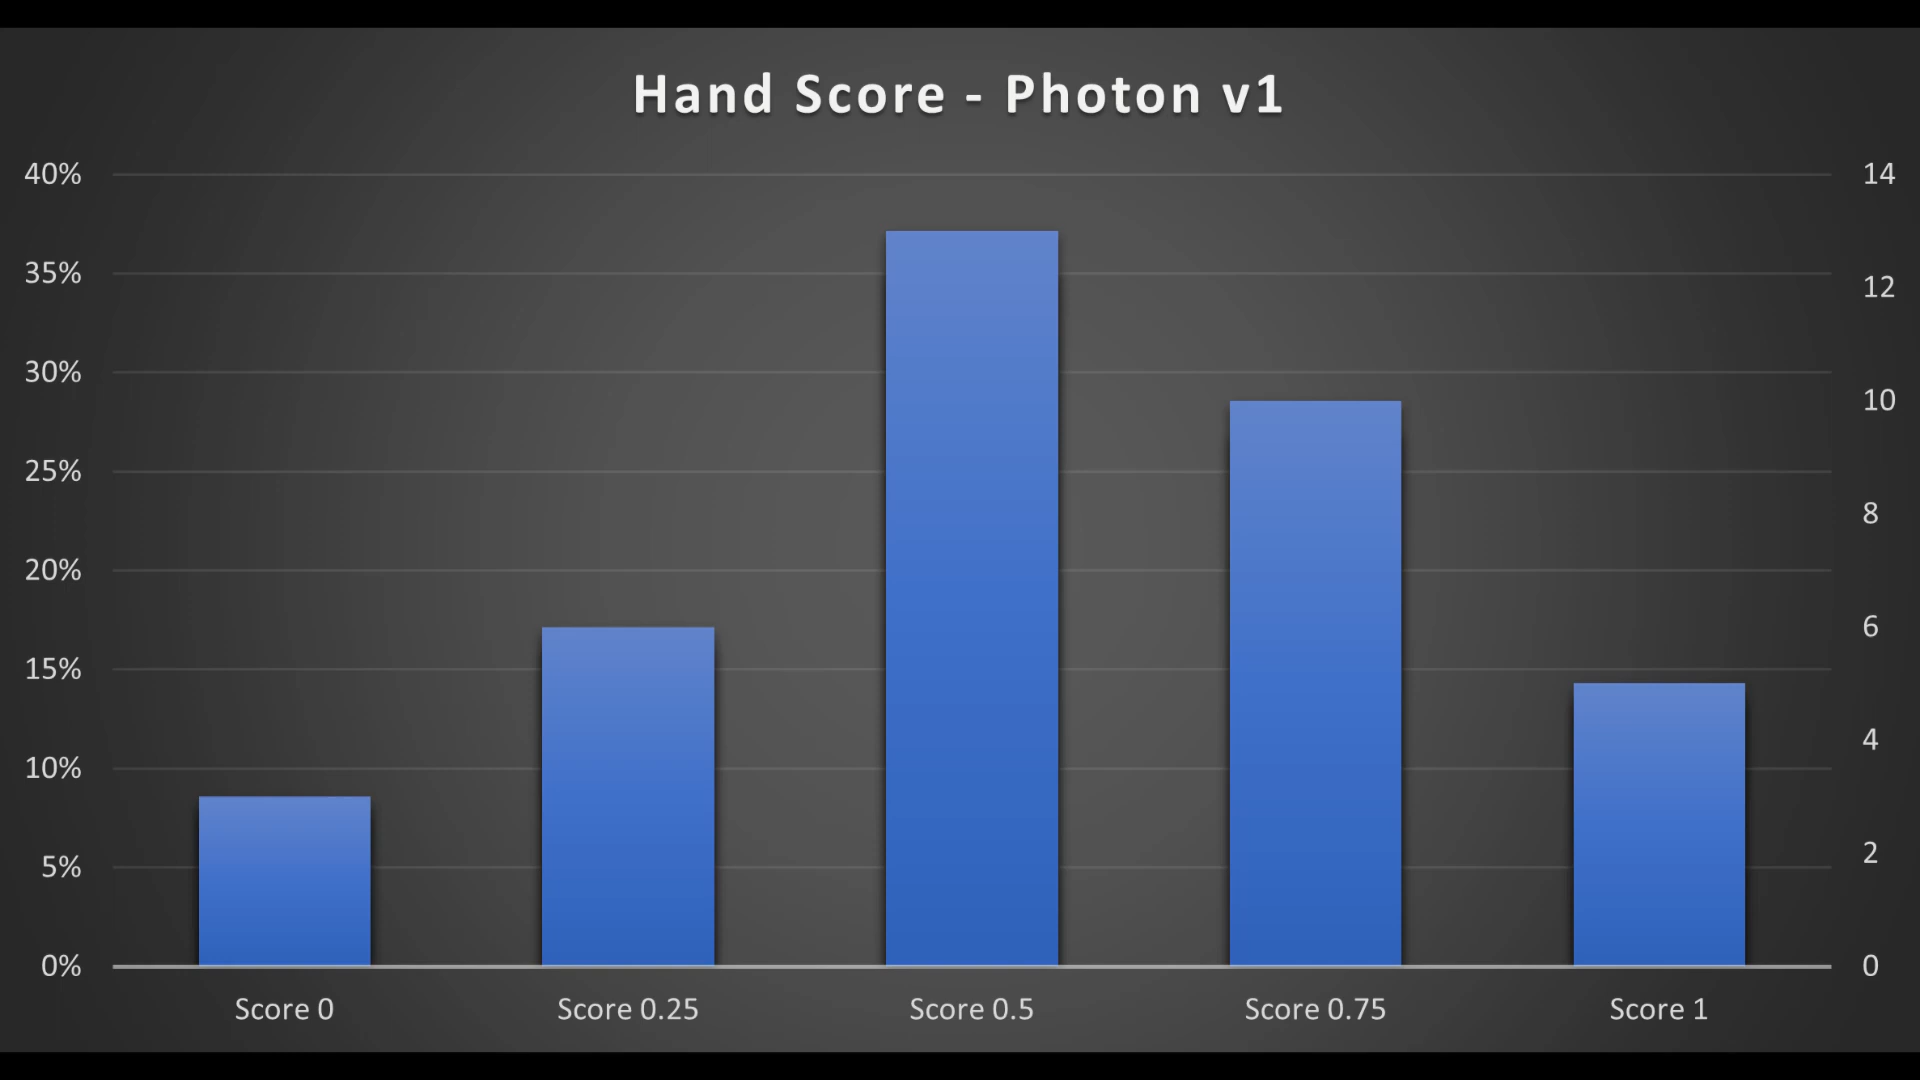 Hand Score - Photon v1
40%
35%
30%
25%
20%
15%
10%
5%
0%
14
12
10
8
6
4
2
0
Score 0
Score 0.25
Score 0.5
Score 0.75
Score 1